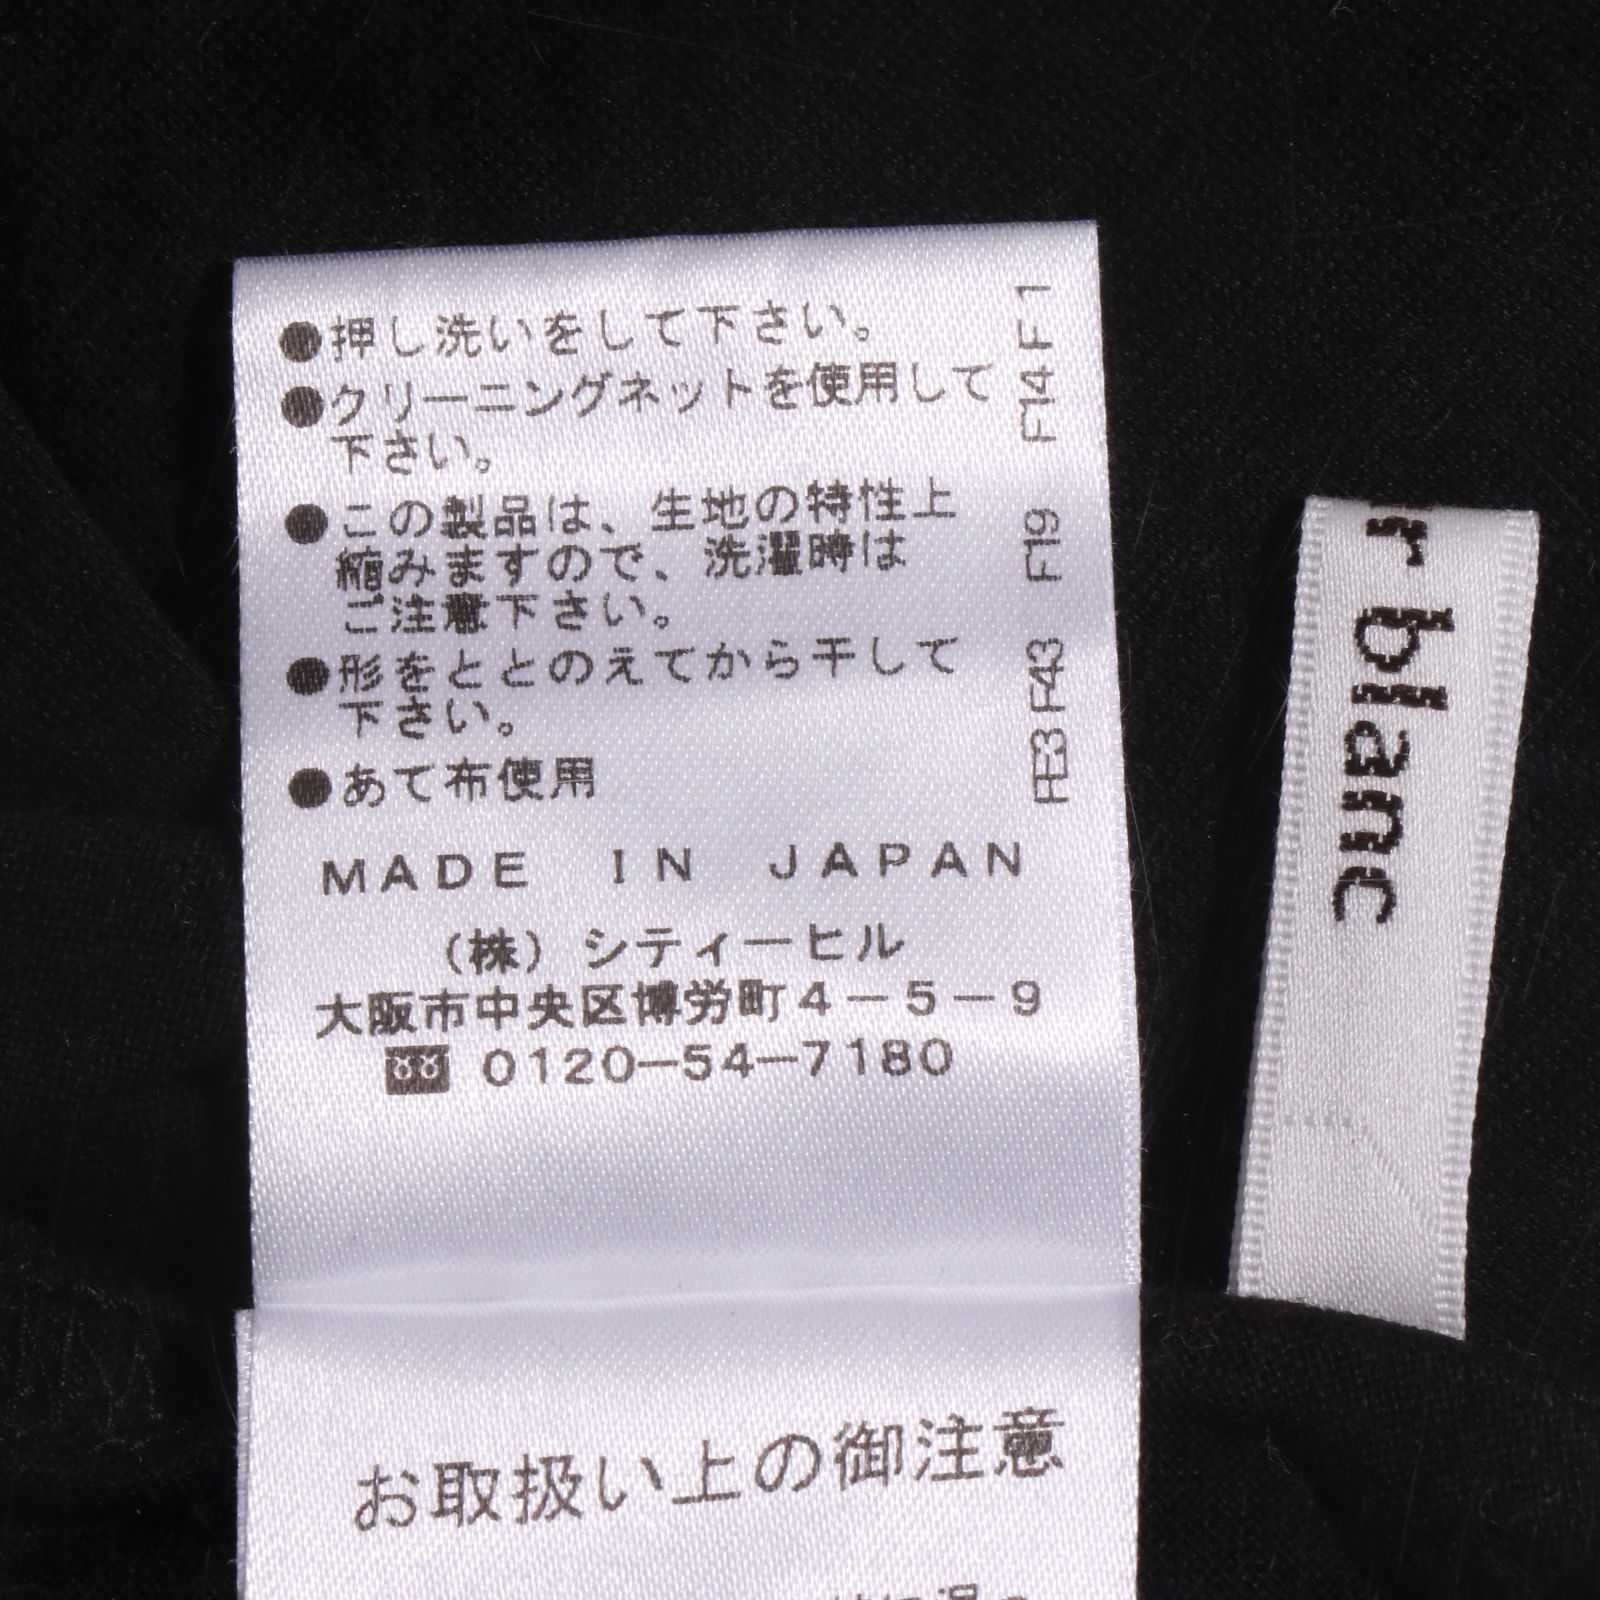 ●押し洗いをして下さい。
●クリーニングネットを使用して
下さい。
●この製品は、生地の特性上
縮みますので、洗濯時は
ご注意下さい。
●形をととのえてから干して
下さい。
●あて布使用
MADE IN JAPAN
(株) シティーヒル
大阪市中央区博労町4-5-9
0120-54-7180
F1
F14
F19
F43
FE3
お取扱い上の御注意
r blanc